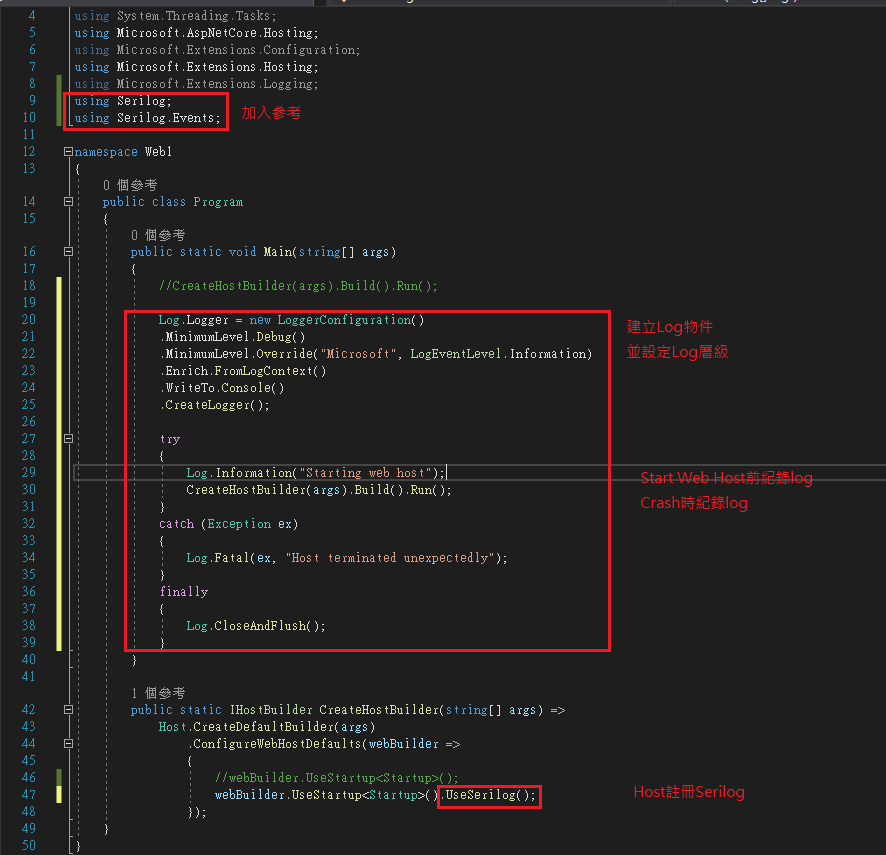 4 using System.Threading.Tasks;
5 using Microsoft.AspNetCore.Hosting;
6 using Microsoft.Extensions.Configuration;
7 using Microsoft.Extensions.Hosting;
8 using Microsoft.Extensions.Logging;
9 using Serilog;
10 using Serilog.Events;
加入參考
11
12 namespace Web1
13 {
0 個參考
14 public class Program
15 {
0 個參考
16 public static void Main(string[] args)
17 {
18 //CreateHostBuilder(args).Build().Run();
19
20 Log.Logger = new LoggerConfiguration()
21 .MinimumLevel.Debug()
22 .MinimumLevel.Override("Microsoft", LogEventLevel.Information)
23 .Enrich.FromLogContext()
24 .WriteTo.Console()
25 .CreateLogger();
建立Log物件
並設定Log層級
26
27 try
28 {
29 Log.Information("Starting web host");
30 CreateHostBuilder(args).Build().Run();
31 }
Start Web Host前紀錄log
Crash時紀錄log
32 catch (Exception ex)
33 {
34 Log.Fatal(ex, "Host terminated unexpectedly");
35 }
36 finally
37 {
38 Log.CloseAndFlush();
39 }
40 }
41
1 個參考
42 public static IHostBuilder CreateHostBuilder(string[] args) =>
43 Host.CreateDefaultBuilder(args)
44 .ConfigureWebHostDefaults(webBuilder =>
45 {
46 //webBuilder.UseStartup<Startup>();
47 webBuilder.UseStartup<Startup>().UseSerilog();
Host註冊Serilog
48 });
49 }
50 }